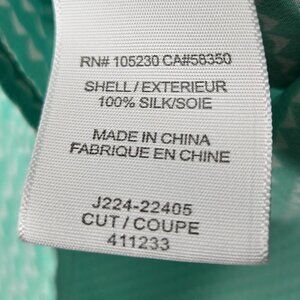 RN# 105230 CA#58350
SHELL / EXTERIEUR
100% SILK/SOIE
MADE IN CHINA
FABRIQUE EN CHINE
J224-22405
CUT / COUPE
411233